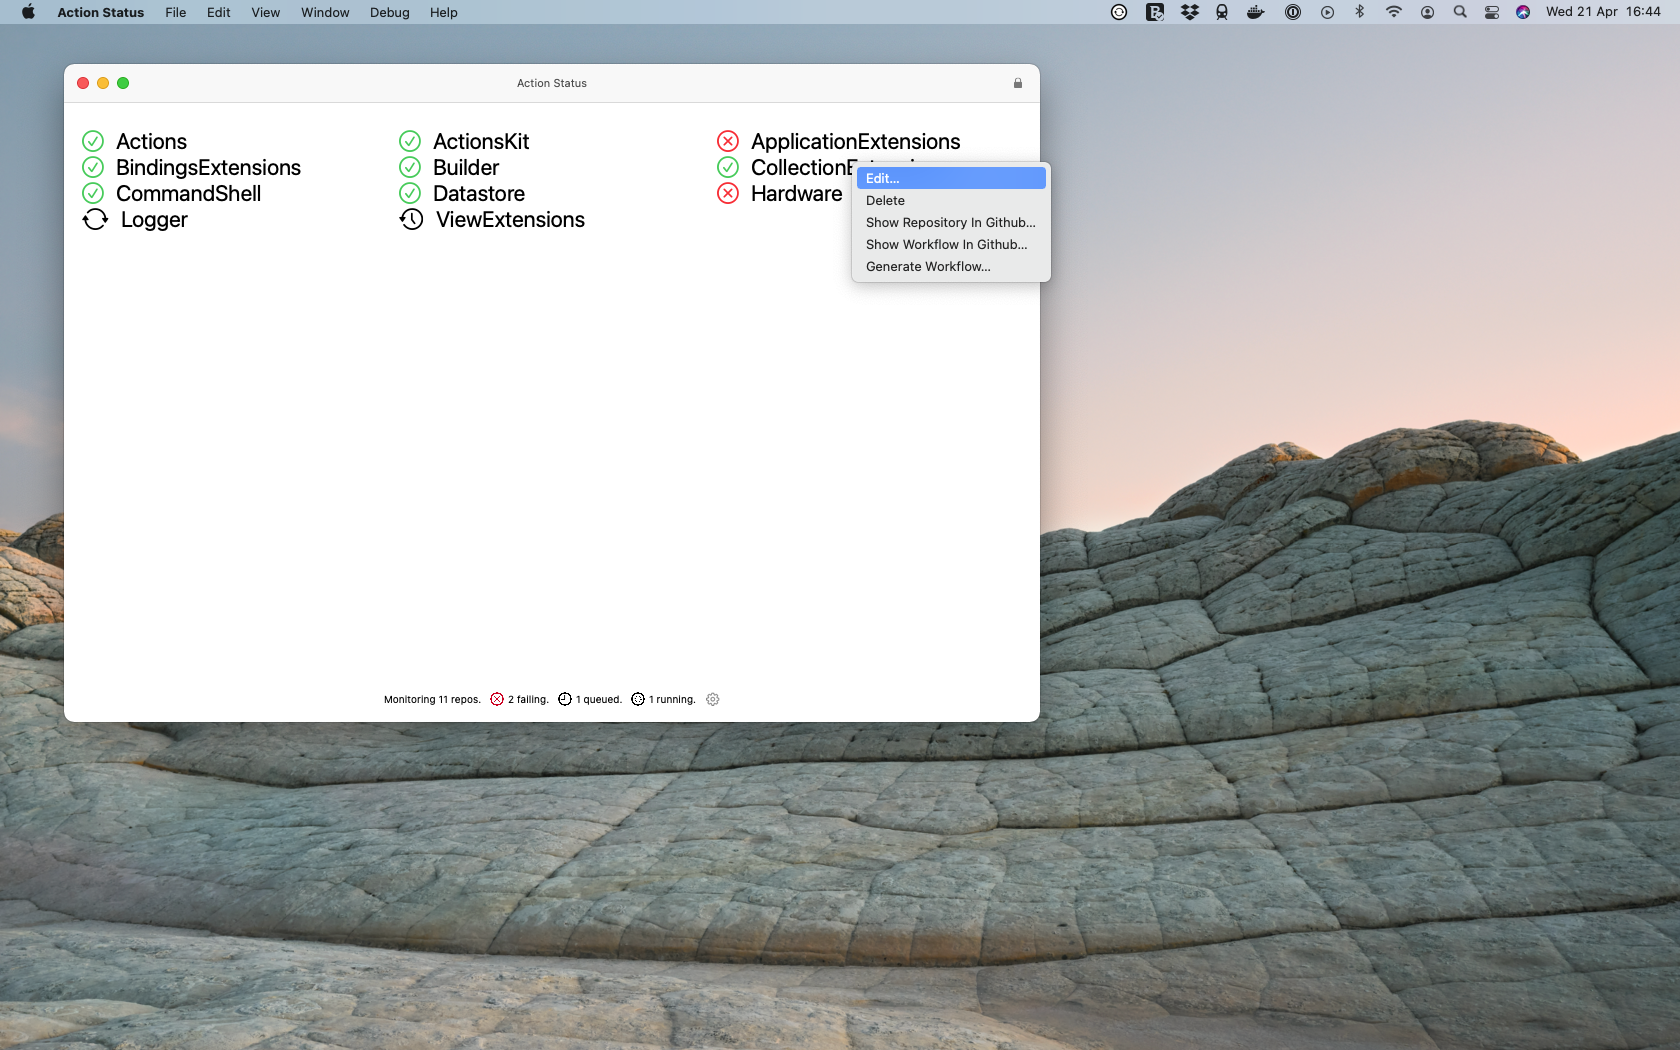 Action Status File Edit View Window Debug Help Wed 21 Apr 16:44
Action Status
Actions ActionsKit ApplicationExtensions
BindingsExtensions Builder
CommandShell Datastore Hardware
Logger ViewExtensions
Edit...
Delete
Show Repository In Github...
Show Workflow In Github...
Generate Workflow...
Monitoring 11 repos. 2 failing. 1 queued. 1 running.